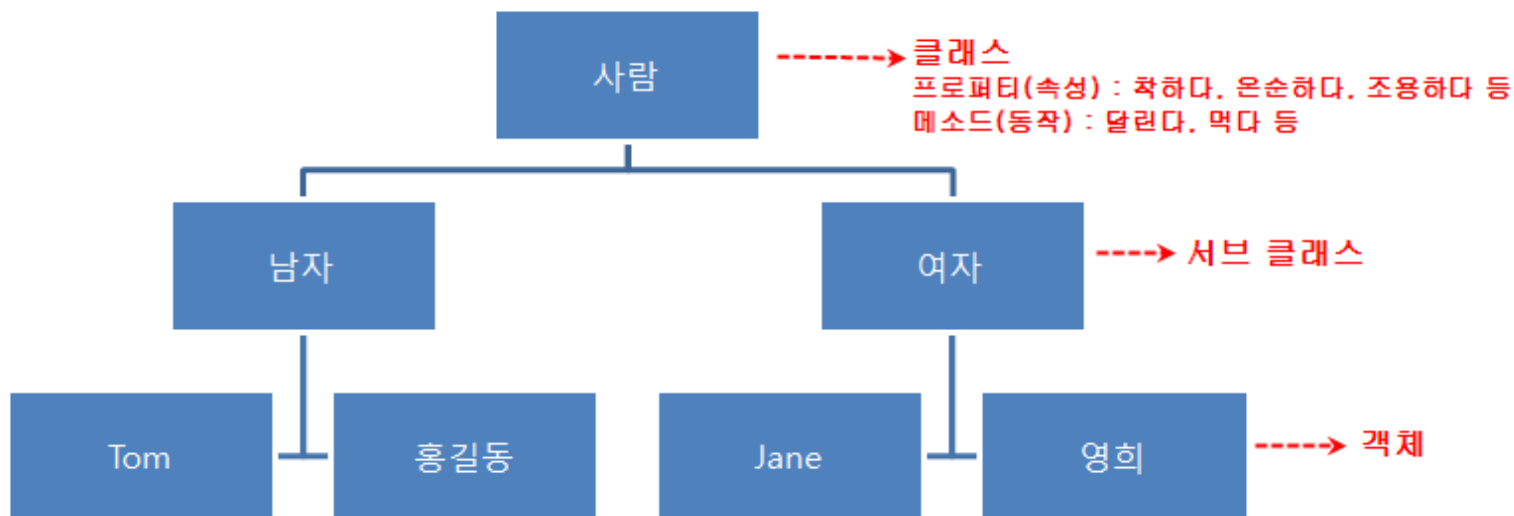 사람
클래스
프로퍼티(속성) : 착하다, 온순하다, 조용하다 등
메소드(동작) : 달린다, 먹다 등
남자
여자
서브 클래스
Tom
홍길동
Jane
영희
객체